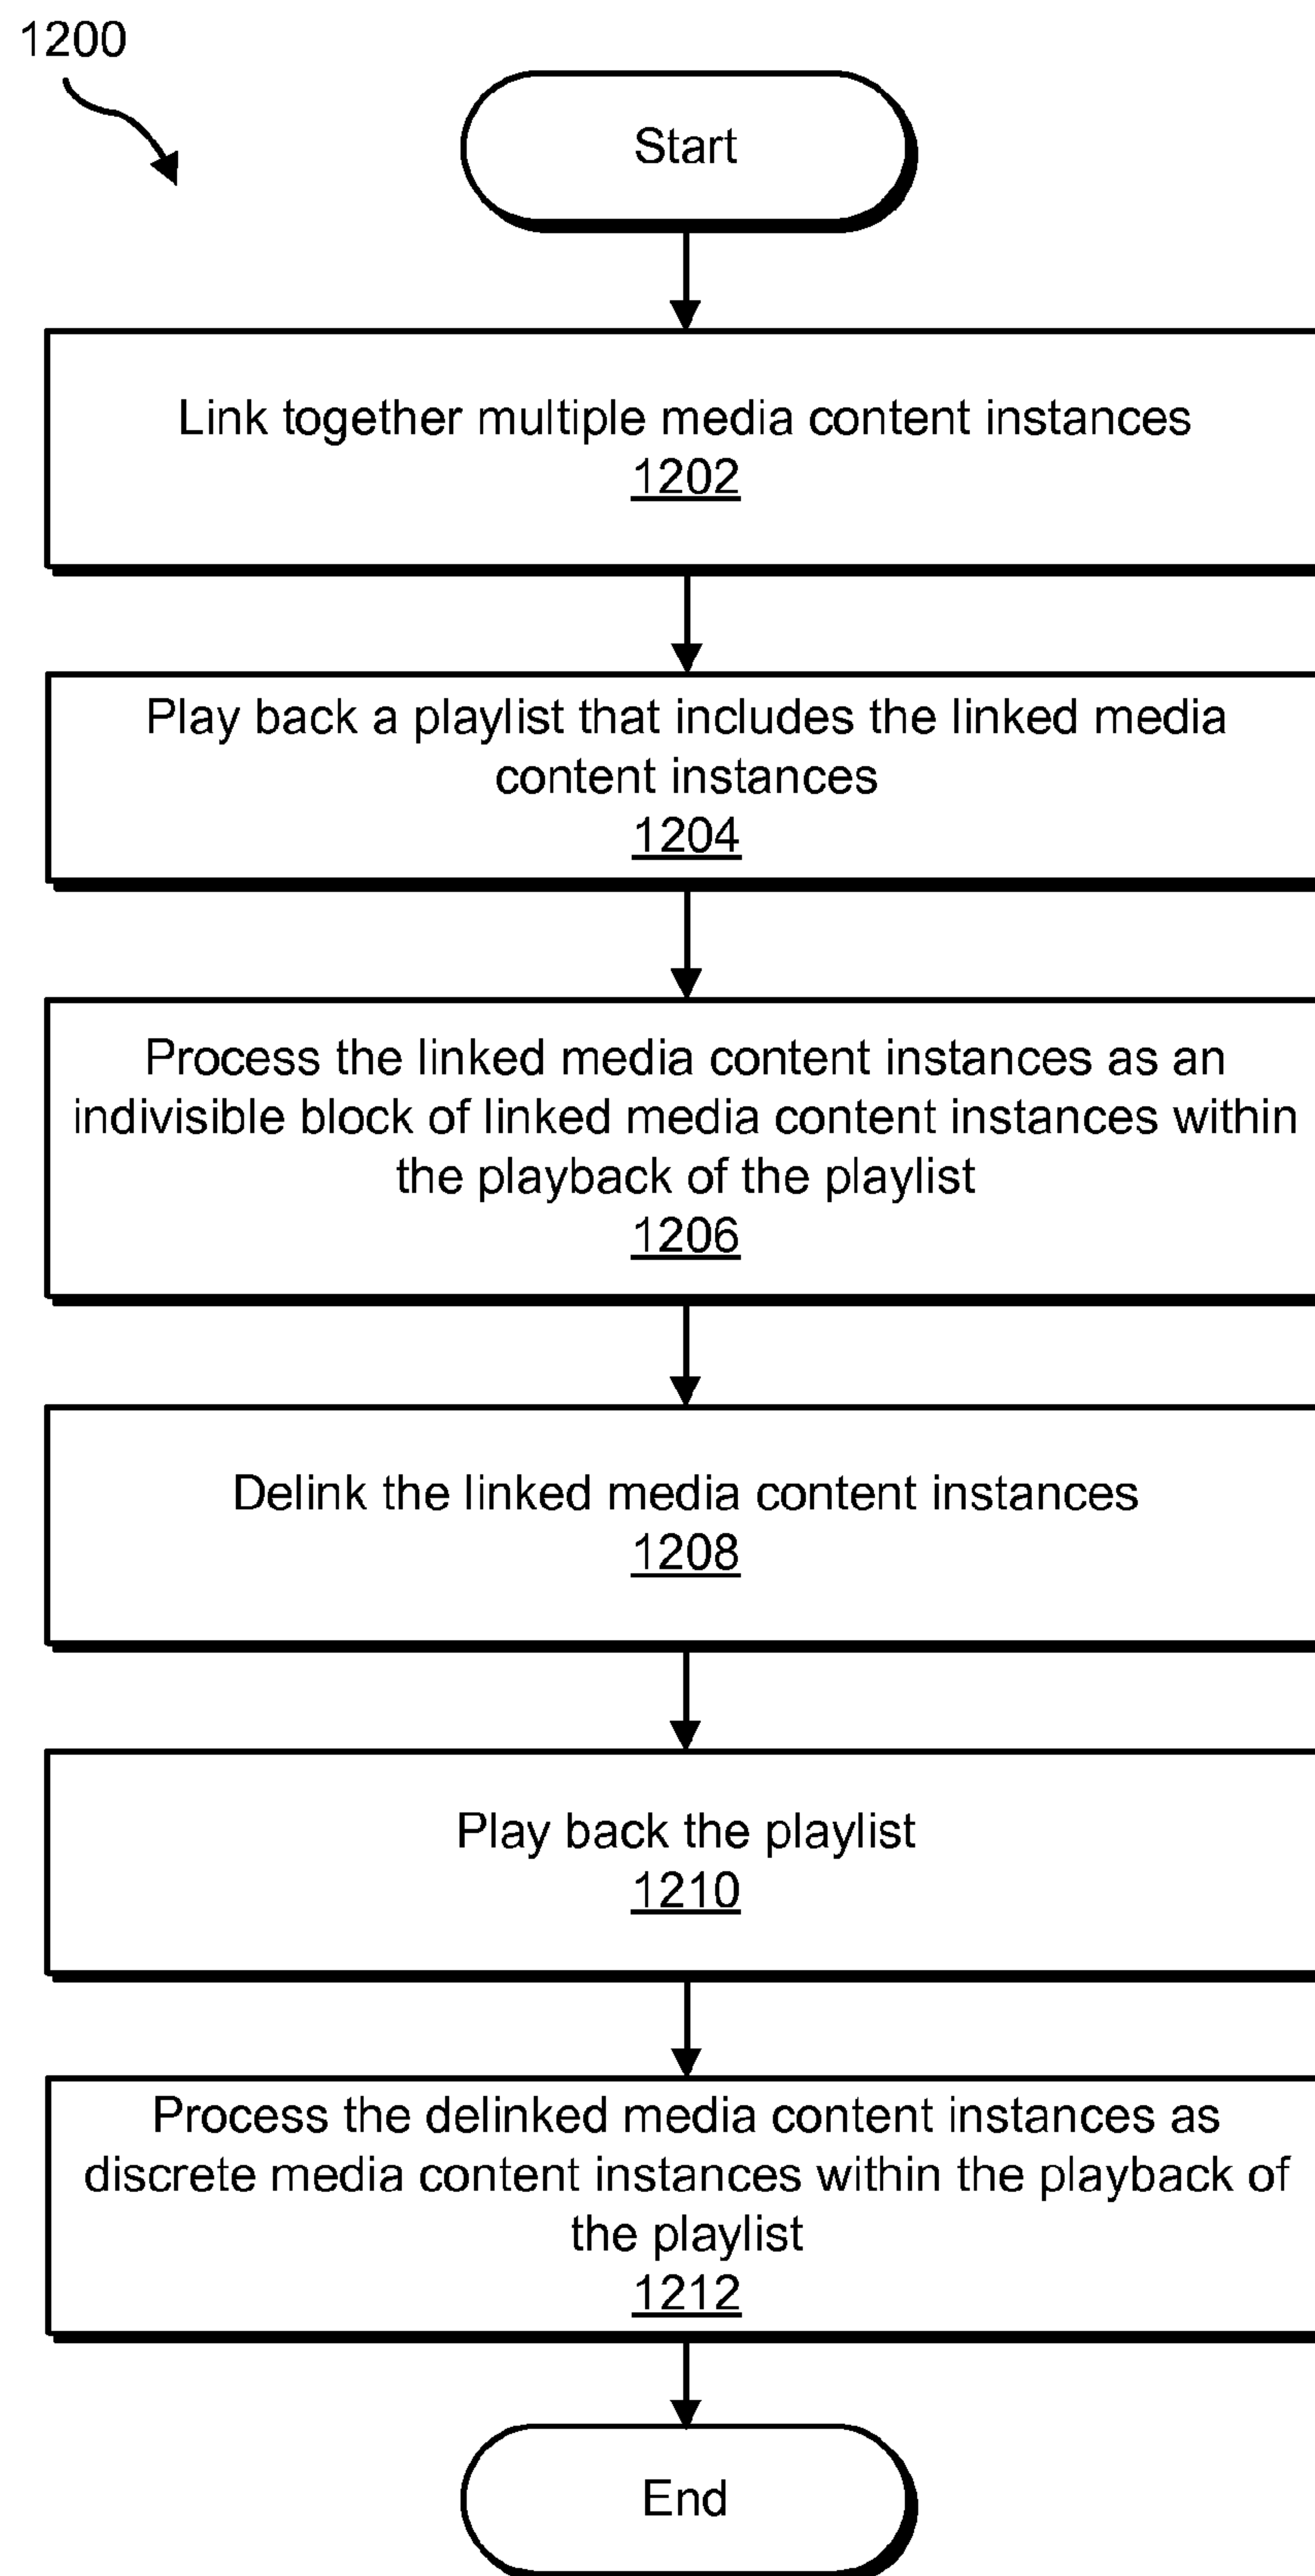 1200
Start
Link together multiple media content instances
1202
Play back a playlist that includes the linked media
content instances
1204
Process the linked media content instances as an
indivisible block of linked media content instances within
the playback of the playlist
1206
Delink the linked media content instances
1208
Play back the playlist
1210
Process the delinked media content instances as
discrete media content instances within the playback of
the playlist
1212
End